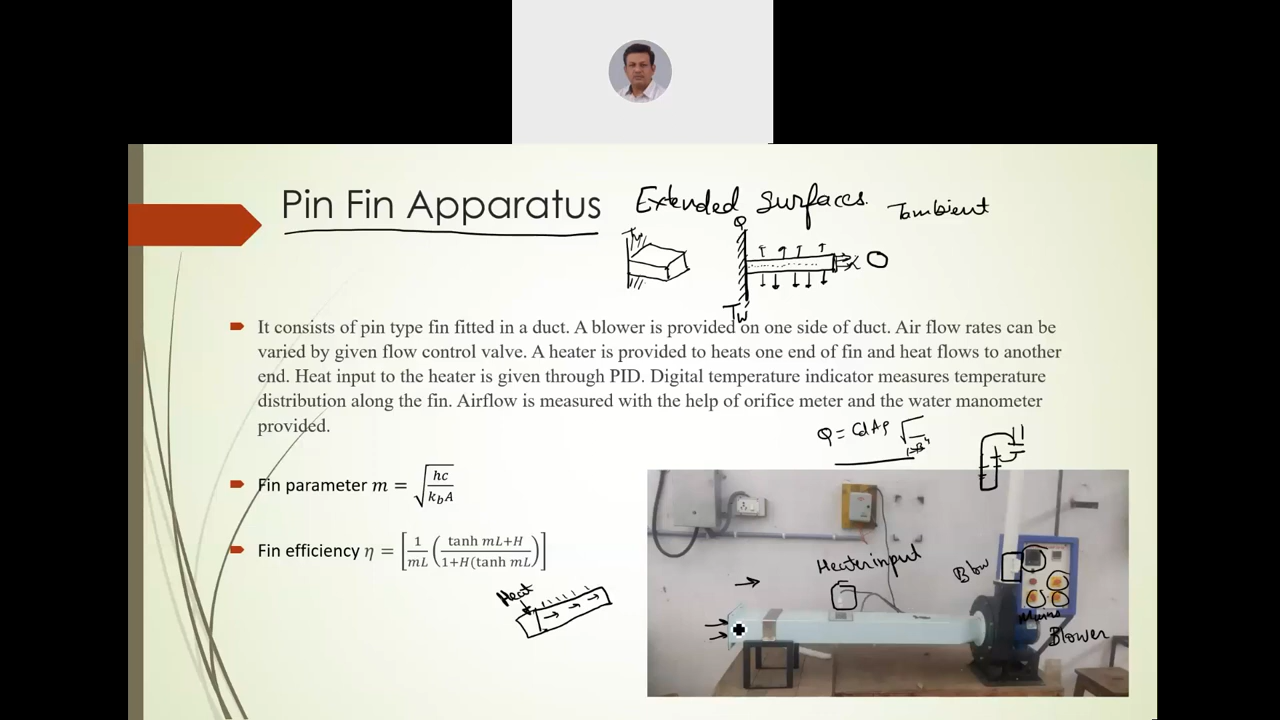 Pin Fin Apparatus
Extended surfaces.
Tambient
Q
Tw
Tw
x
It consists of pin type fin fitted in a duct. A blower is provided on one side of duct. Air flow rates can be
varied by given flow control valve. A heater is provided to heats one end of fin and heat flows to another
end. Heat input to the heater is given through PID. Digital temperature indicator measures temperature
distribution along the fin. Airflow is measured with the help of orifice meter and the water manometer
provided.
Fin parameter m = √(hc / k_b A)
Fin efficiency η = [1/mL (tanh mL+H / 1+H(tanh mL))]
Heat
Heater input
Blow
Mains
Blower